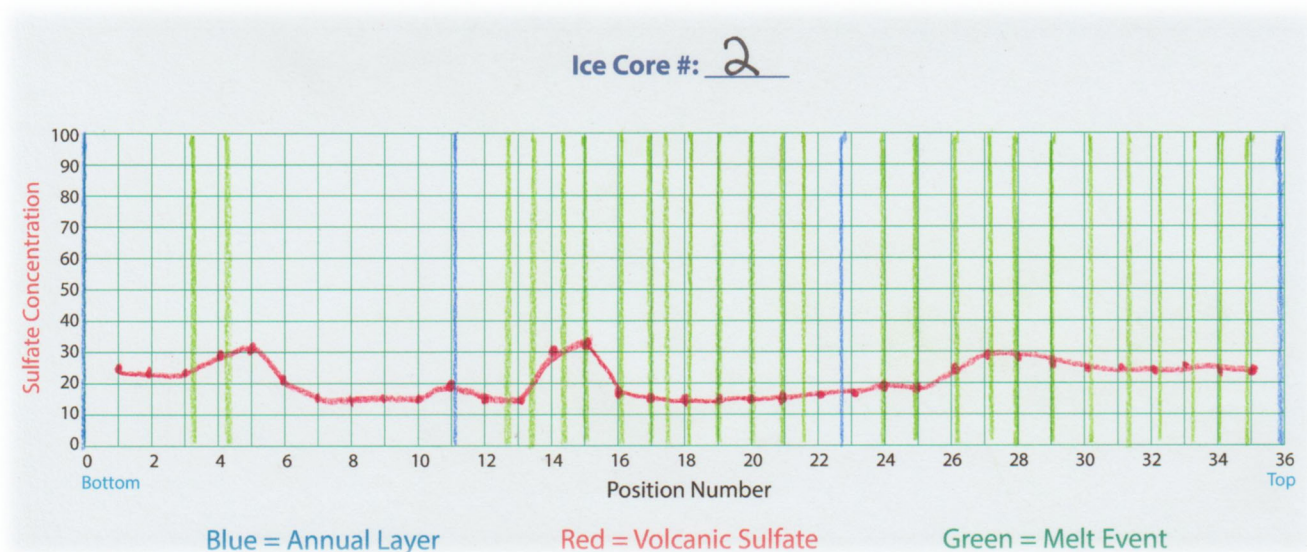 Ice Core #: 2
Sulfate Concentration
100
90
80
70
60
50
40
30
20
10
0
0 2 4 6 8 10 12 14 16 18 20 22 24 26 28 30 32 34 36
Bottom Position Number Top
Blue = Annual Layer Red = Volcanic Sulfate Green = Melt Event